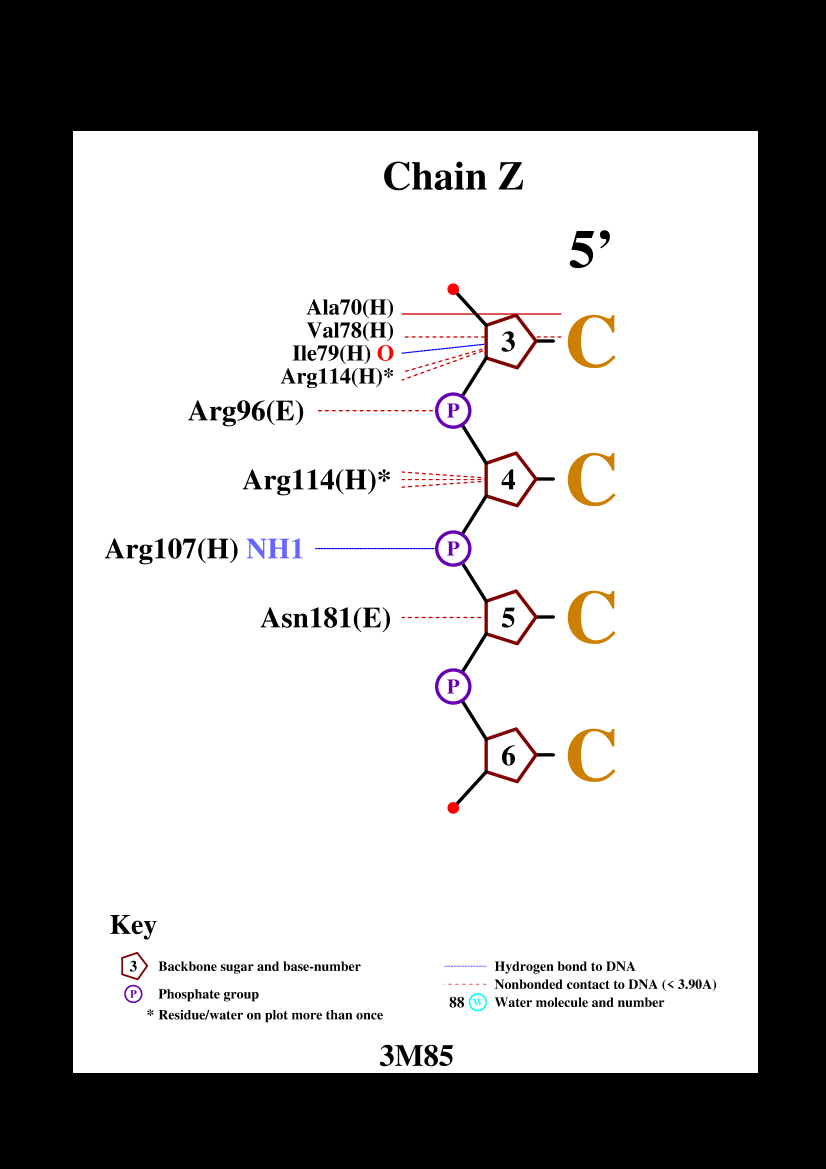 Chain Z
5’
Ala70(H)
Val78(H)
Ile79(H) O
Arg114(H)*
3 C
Arg96(E) P
Arg114(H)* 4 C
Arg107(H) NH1 P
Asn181(E) 5 C
P
6 C
Key
3 Backbone sugar and base-number
P Phosphate group
* Residue/water on plot more than once
Hydrogen bond to DNA
Nonbonded contact to DNA (< 3.90A)
88 W Water molecule and number
3M85